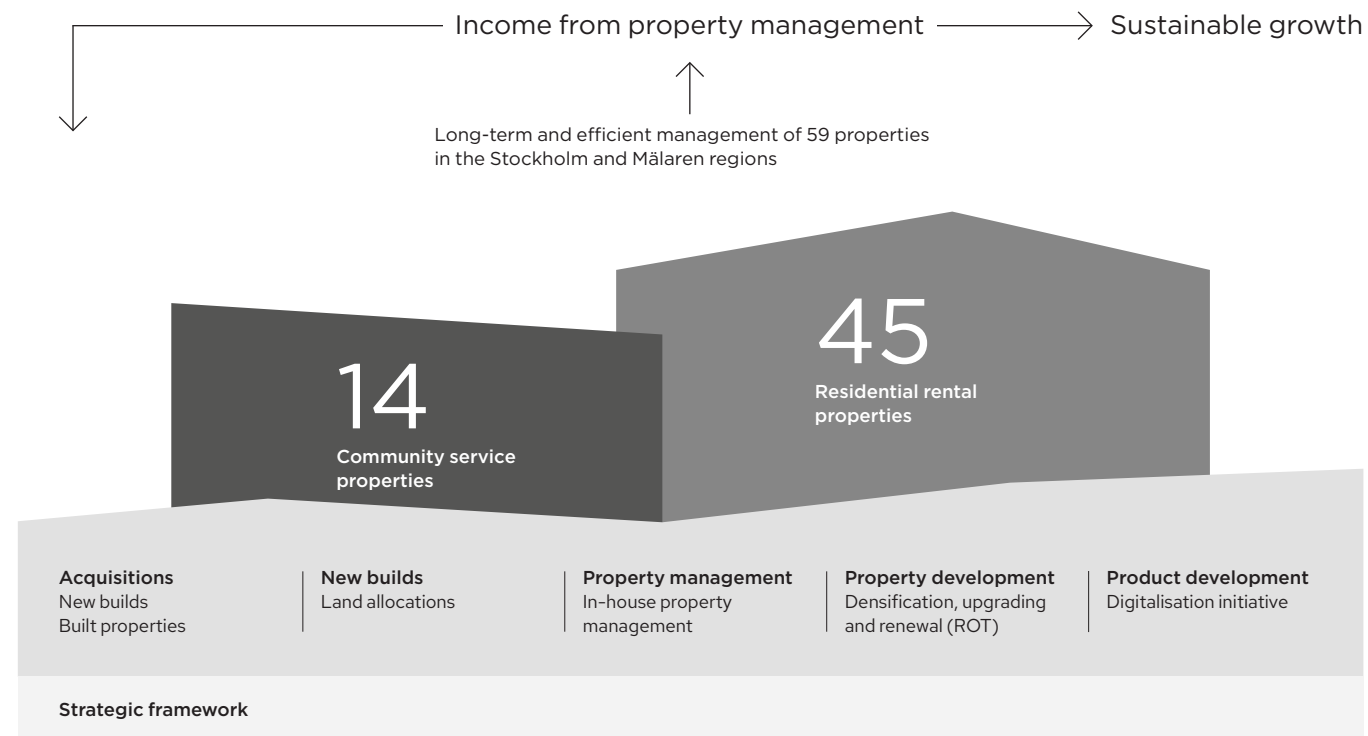 Income from property management
Sustainable growth
Long-term and efficient management of 59 properties
in the Stockholm and Mälaren regions
14
Community service
properties
45
Residential rental
properties
Acquisitions
New builds
Built properties
New builds
Land allocations
Property management
In-house property
management
Property development
Densification, upgrading
and renewal (ROT)
Product development
Digitalisation initiative
Strategic framework